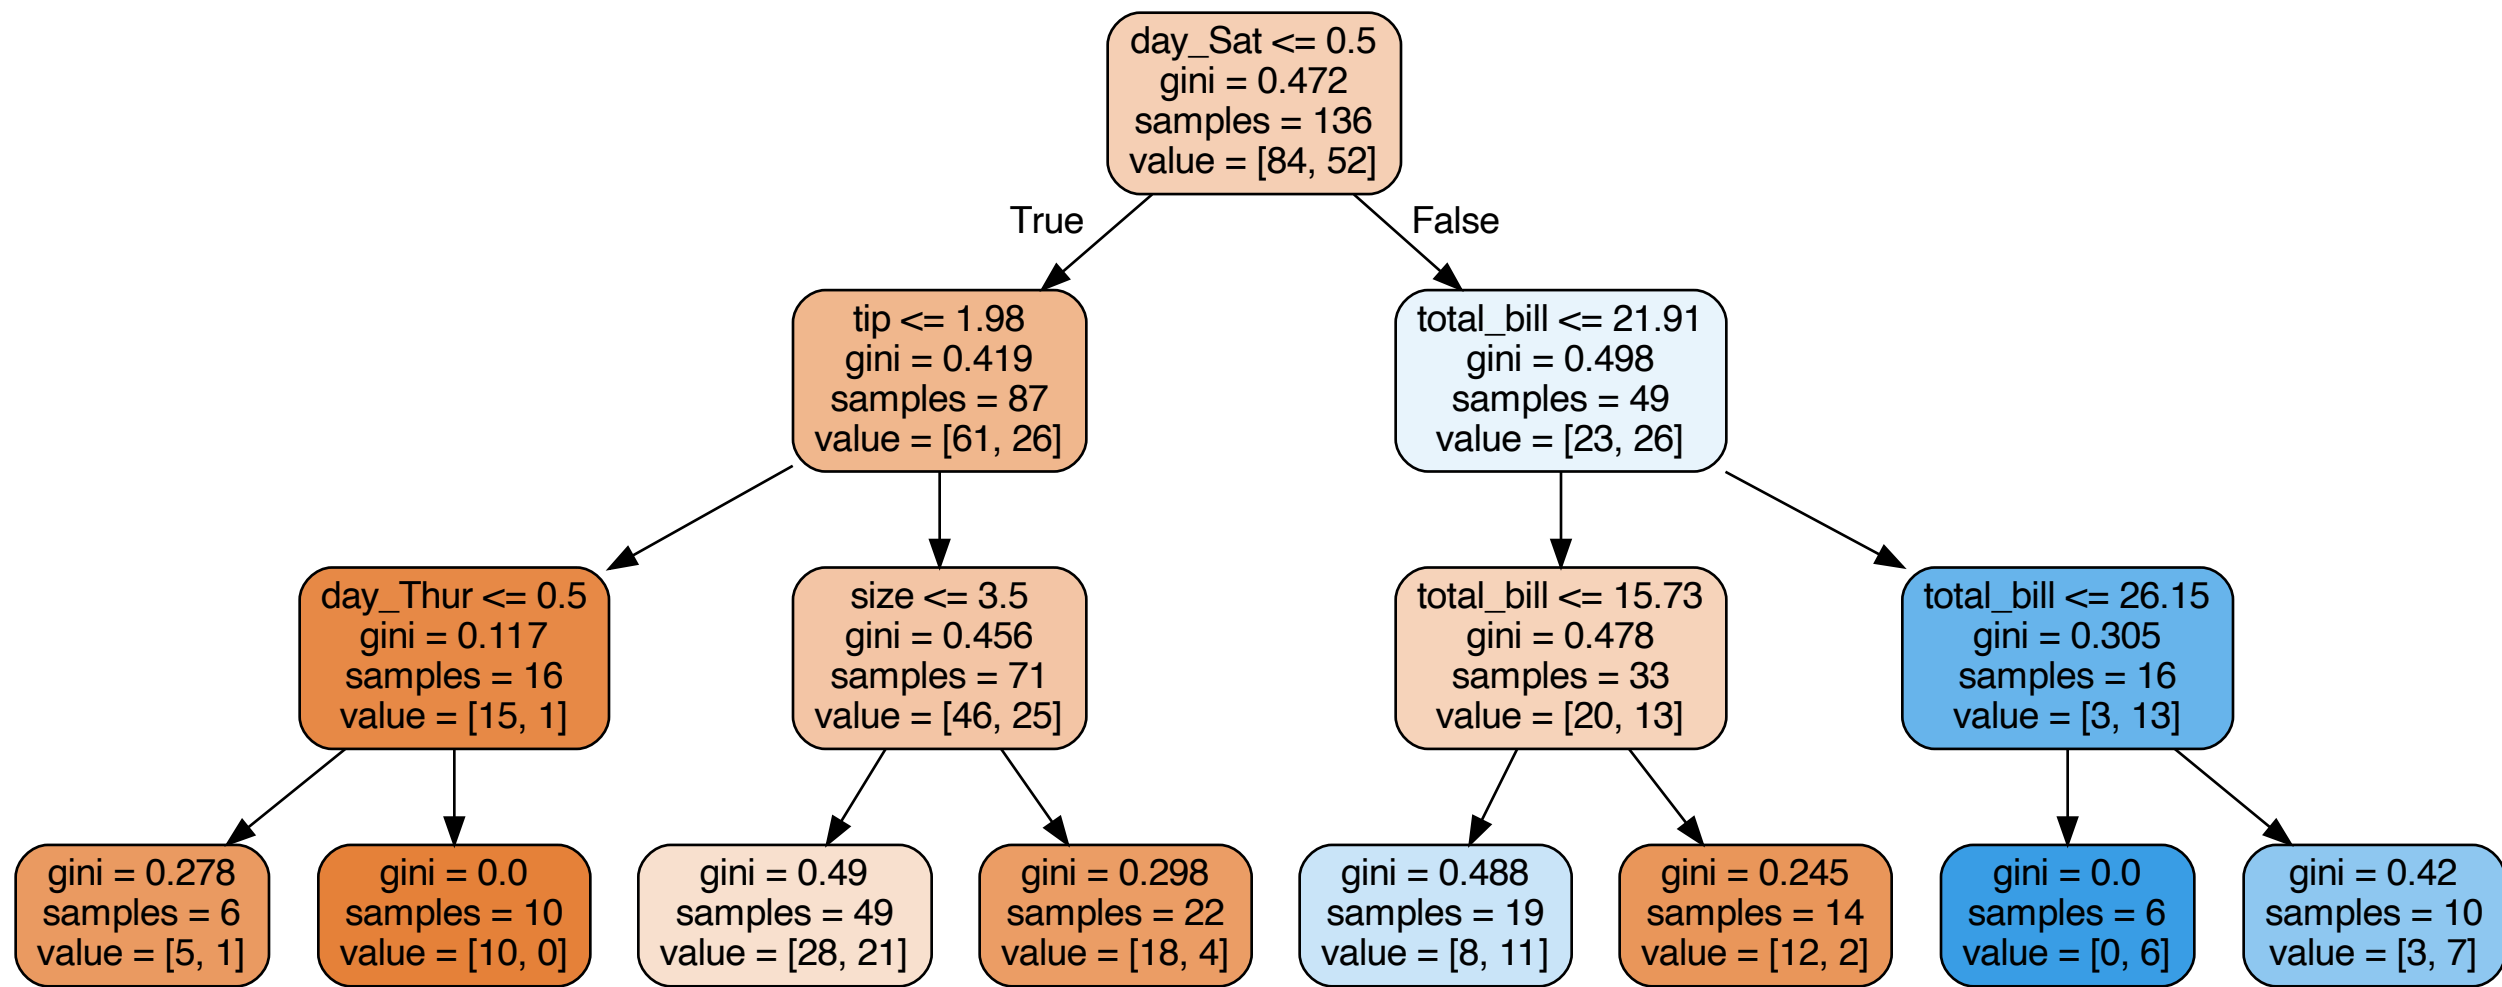 day_Sat <= 0.5
gini = 0.472
samples = 136
value = [84, 52]
True
False
tip <= 1.98
gini = 0.419
samples = 87
value = [61, 26]
total_bill <= 21.91
gini = 0.498
samples = 49
value = [23, 26]
day_Thur <= 0.5
gini = 0.117
samples = 16
value = [15, 1]
size <= 3.5
gini = 0.456
samples = 71
value = [46, 25]
total_bill <= 15.73
gini = 0.478
samples = 33
value = [20, 13]
total_bill <= 26.15
gini = 0.305
samples = 16
value = [3, 13]
gini = 0.278
samples = 6
value = [5, 1]
gini = 0.0
samples = 10
value = [10, 0]
gini = 0.49
samples = 49
value = [28, 21]
gini = 0.298
samples = 22
value = [18, 4]
gini = 0.488
samples = 19
value = [8, 11]
gini = 0.245
samples = 14
value = [12, 2]
gini = 0.0
samples = 6
value = [0, 6]
gini = 0.42
samples = 10
value = [3, 7]